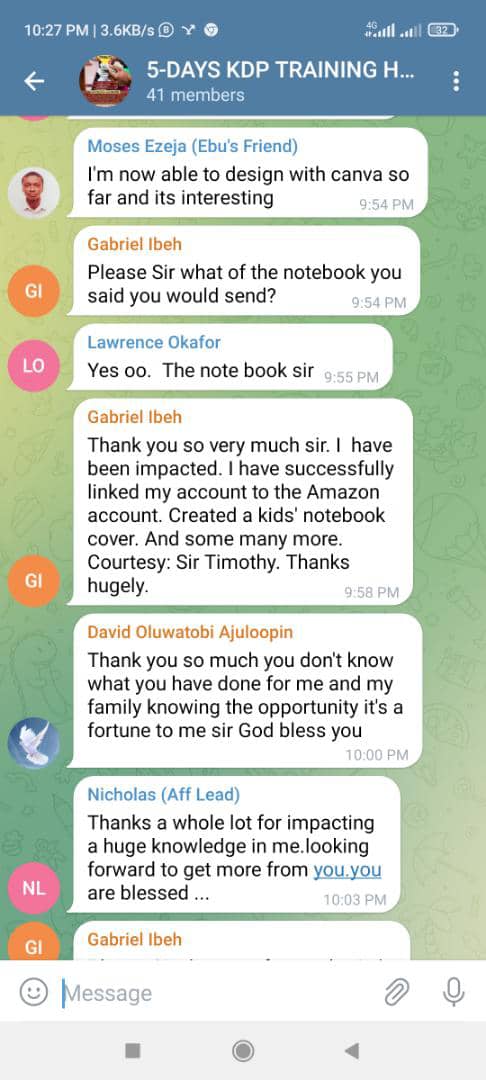 10:27 PM | 3.6KB/s
4G
32
5-DAYS KDP TRAINING H...
41 members
Moses Ezeja (Ebu's Friend)
I'm now able to design with canva so
far and its interesting
9:54 PM
GI
Gabriel Ibeh
Please Sir what of the notebook you
said you would send?
9:54 PM
LO
Lawrence Okafor
Yes oo.  The note book sir
9:55 PM
Gabriel Ibeh
Thank you so very much sir. I  have
been impacted. I have successfully
linked my account to the Amazon
account. Created a kids' notebook
cover. And some many more.
Courtesy: Sir Timothy. Thanks
hugely.
GI
9:58 PM
David Oluwatobi Ajuloopin
Thank you so much you don't know
what you have done for me and my
family knowing the opportunity it's a
fortune to me sir God bless you
10:00 PM
Nicholas (Aff Lead)
Thanks a whole lot for impacting
a huge knowledge in me.looking
forward to get more from you.you
are blessed ...
NL
10:03 PM
GI
Gabriel Ibeh
Message